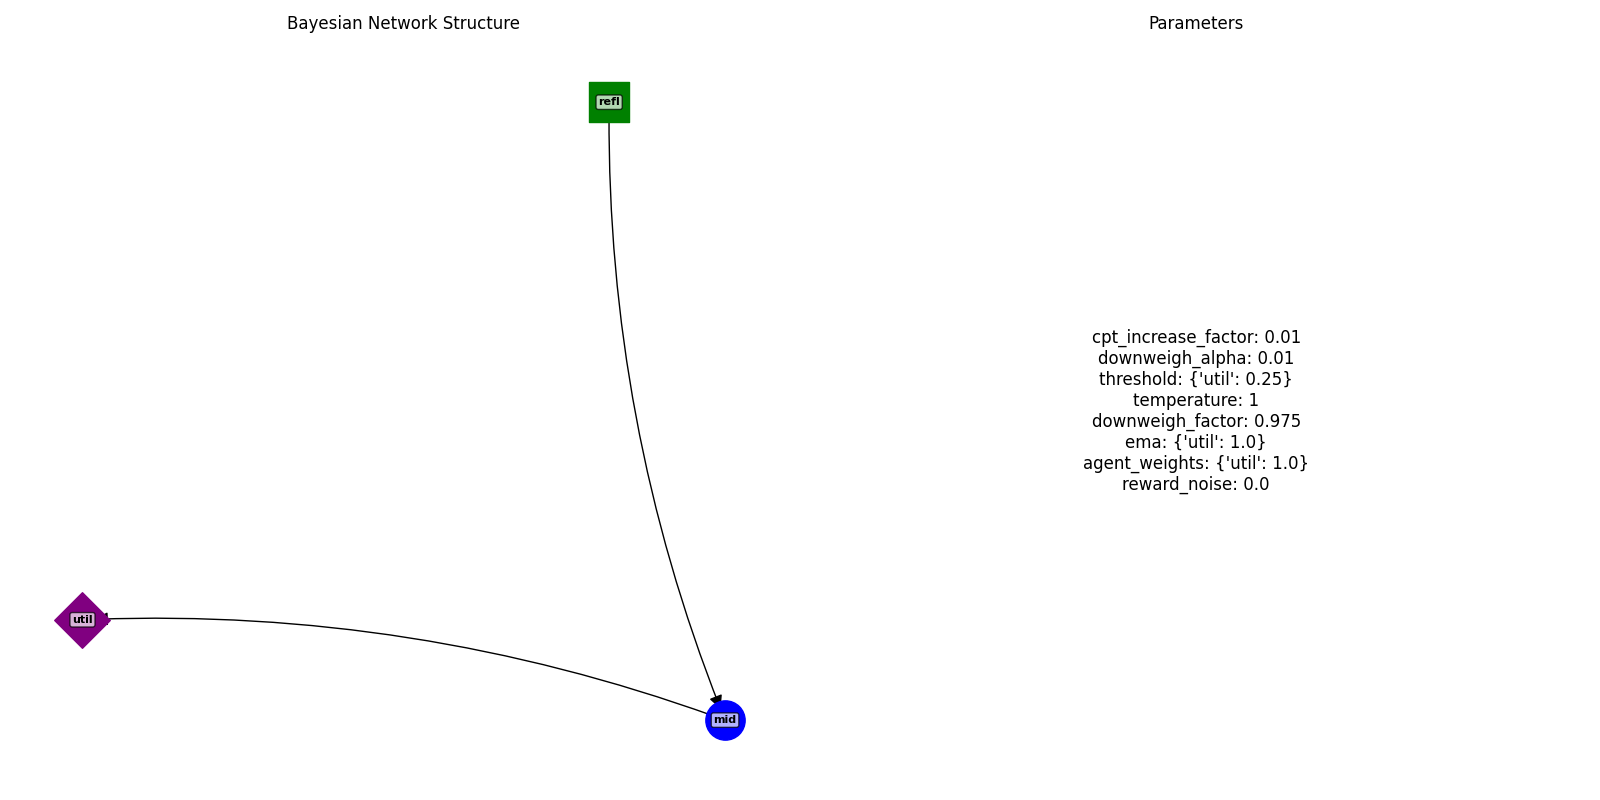 Bayesian Network Structure
Parameters
refl
cpt_increase_factor: 0.01
downweigh_alpha: 0.01
threshold: {'util': 0.25}
temperature: 1
downweigh_factor: 0.975
ema: {'util': 1.0}
agent_weights: {'util': 1.0}
reward_noise: 0.0
util
mid